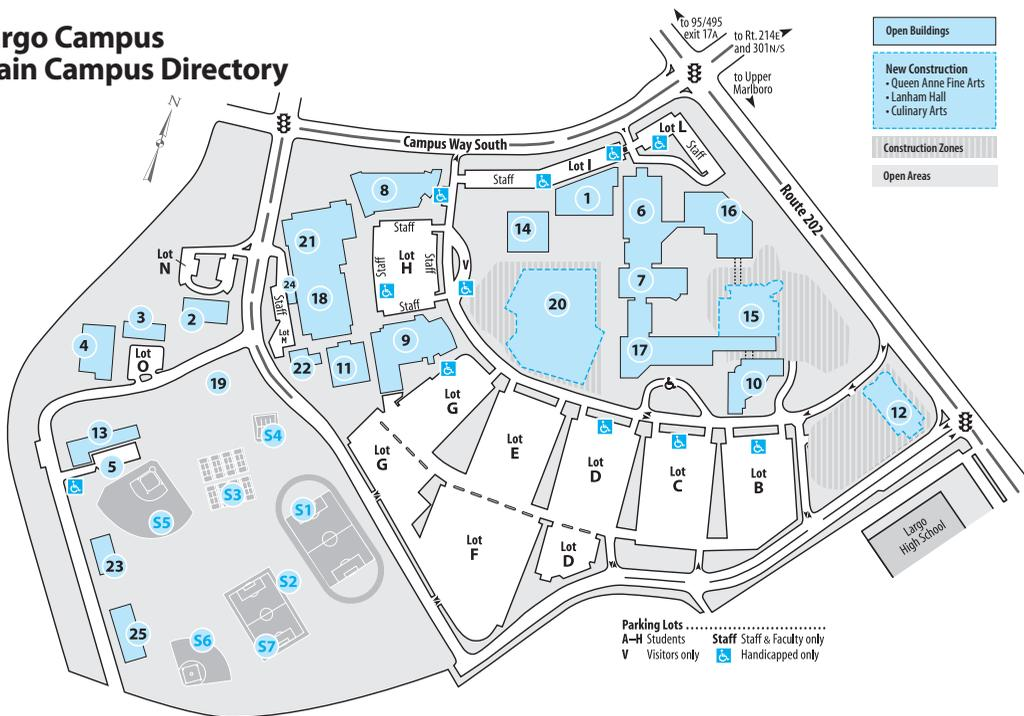 argo Campus
ain Campus Directory
to 95/495
exit 17A
to Rt. 214E
and 301N/S
to Upper
Marlboro
Open Buildings
New Construction
• Queen Anne Fine Arts
• Lanham Hall
• Culinary Arts
Construction Zones
Open Areas
N
Campus Way South
Route 202
Lot L
Staff
Lot I
Staff
8
1
6
16
14
21
Staff
Lot
H
Staff
Staff
Staff
V
Lot
N
24
18
Staff
Lot
M
7
20
15
3
2
4
Lot
O
9
17
22
11
10
19
12
Lot
G
Lot
G
Lot
E
Lot
D
Lot
C
Lot
B
13
5
S4
S3
S1
S5
Lot
F
Lot
D
Largo
High School
23
S2
25
S6
S7
Parking Lots
A–H Students
Staff Staff & Faculty only
V Visitors only
Handicapped only